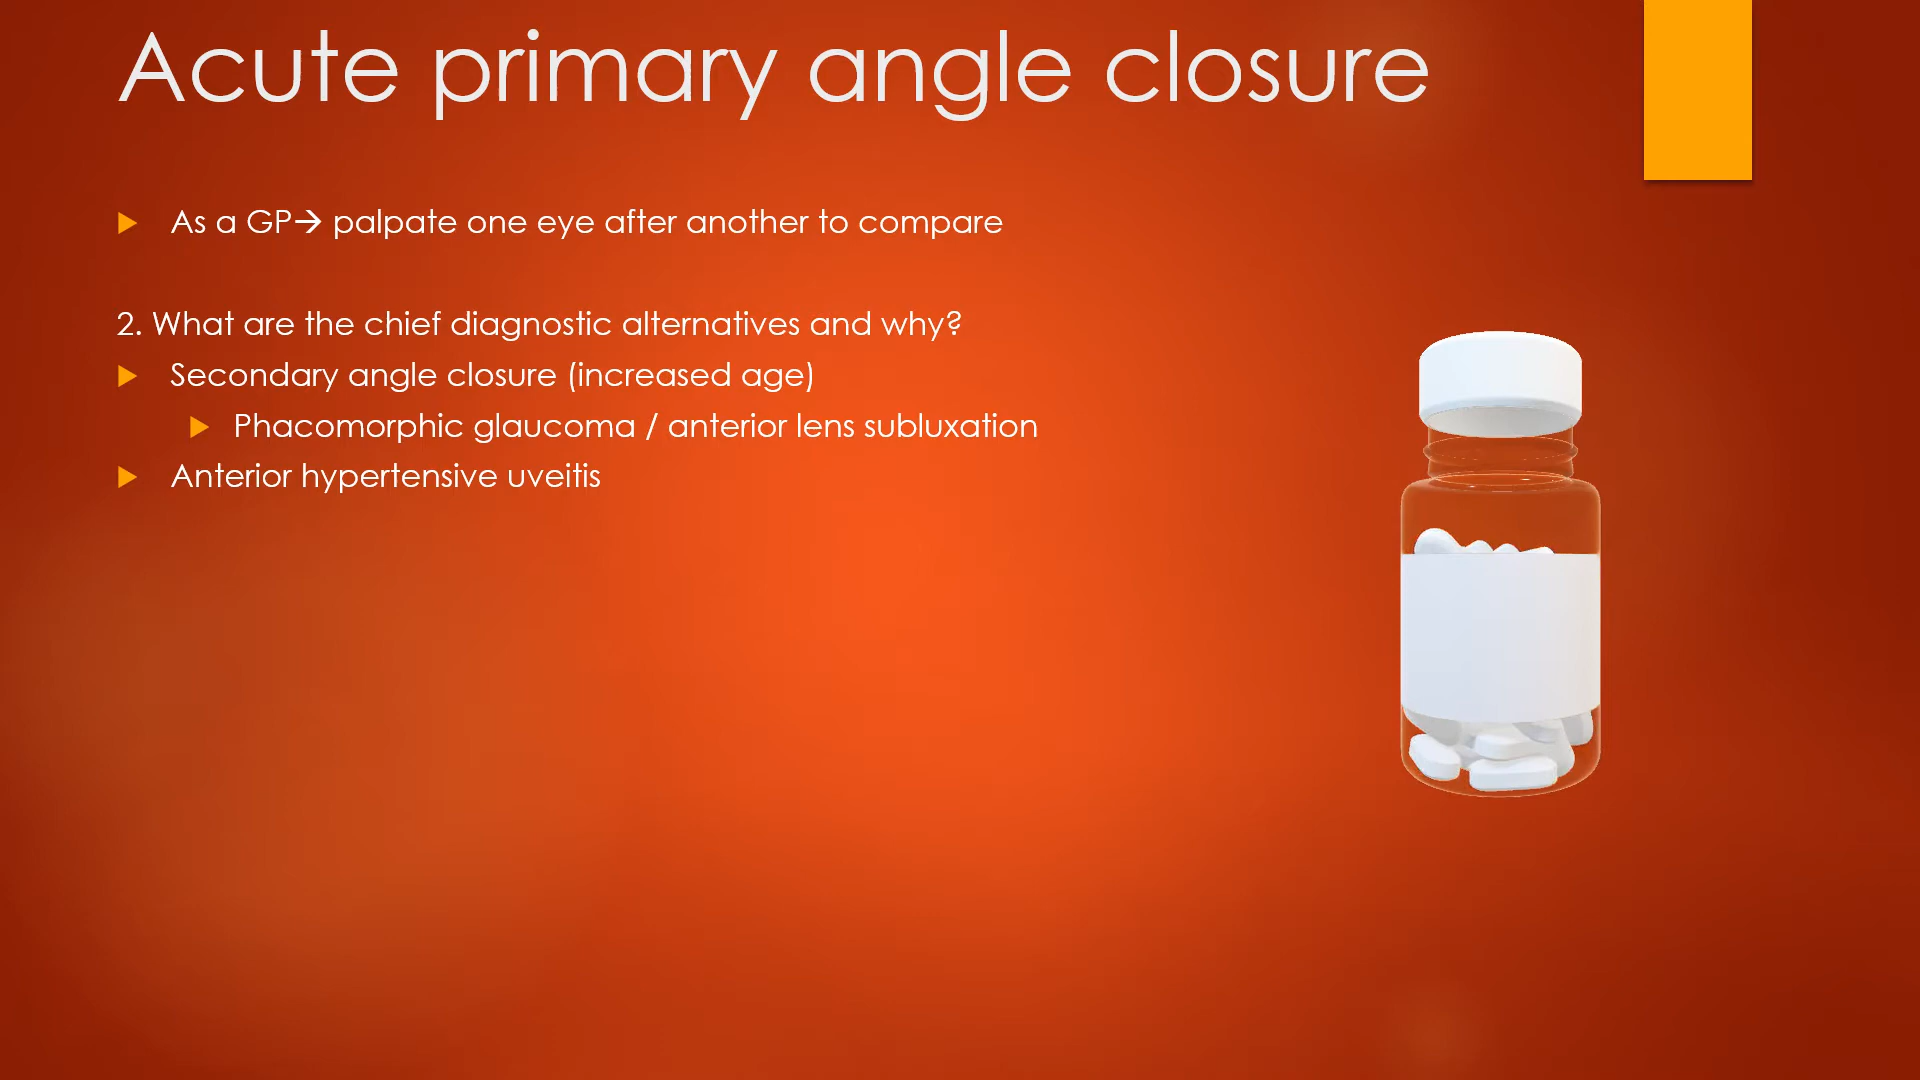 Acute primary angle closure
As a GP→ palpate one eye after another to compare
2. What are the chief diagnostic alternatives and why?
Secondary angle closure (increased age)
Phacomorphic glaucoma / anterior lens subluxation
Anterior hypertensive uveitis